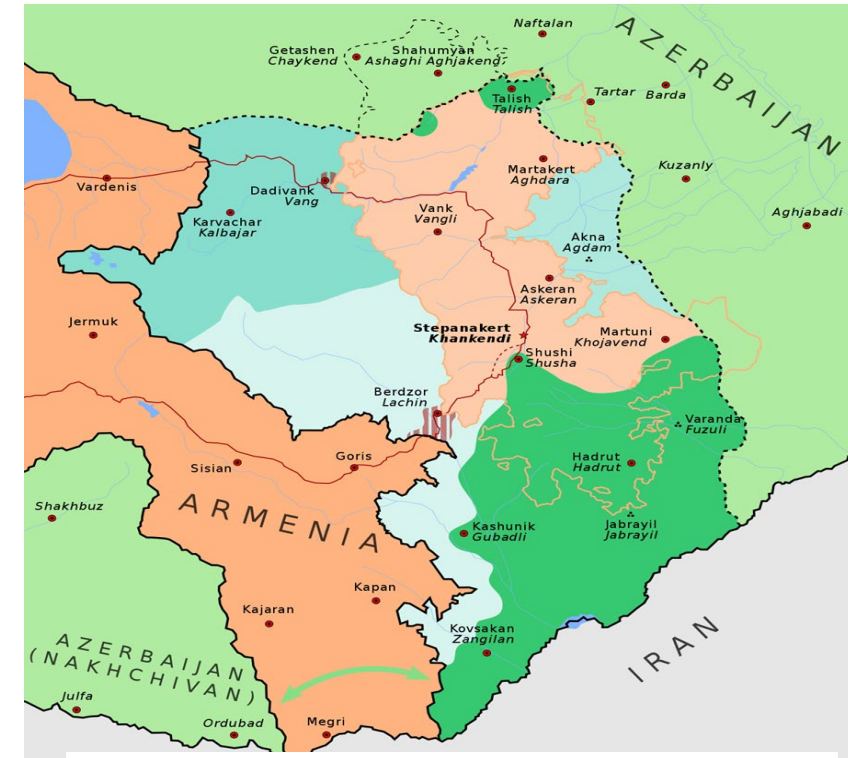 Naftalan
Getashen
Chaykend
Shahumyan
Ashaghi Aghjakend
AZERBAIJAN
Talish
Talish
Tartar
Barda
Vardenis
Martakert
Aghdara
Kuzanly
Dadivank
Vang
Karvachar
Kalbajar
Vank
Vangli
Aghjabadi
Akna
Agdam
Askeran
Askeran
Jermuk
Stepanakert
Khankendi
Martuni
Khojavend
Shushi
Shusha
Berdzor
Lachin
Varanda
Fuzuli
Goris
Sisian
Hadrut
Hadrut
ARMENIA
Shakhbuz
Kashunik
Gubadli
Jabrayil
Jabrayil
Kapan
Kajaran
Kovsakan
Zangilan
IRAN
AZERBAIJAN
(NAKHCHIVAN)
Julfa
Ordubad
Megri